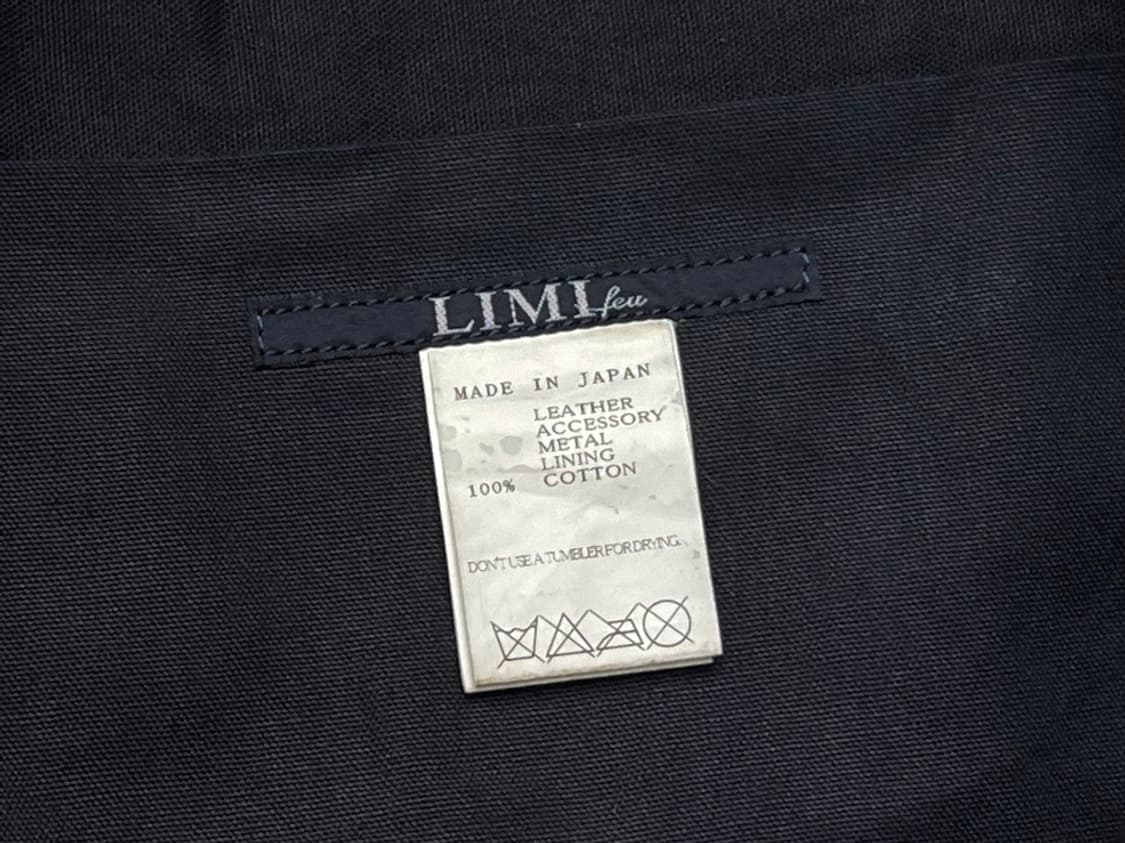 LIMI feu
MADE IN JAPAN
LEATHER
ACCESSORY
METAL
LINING
100% COTTON
DON'T USE A TUMBLER FOR DRYING.